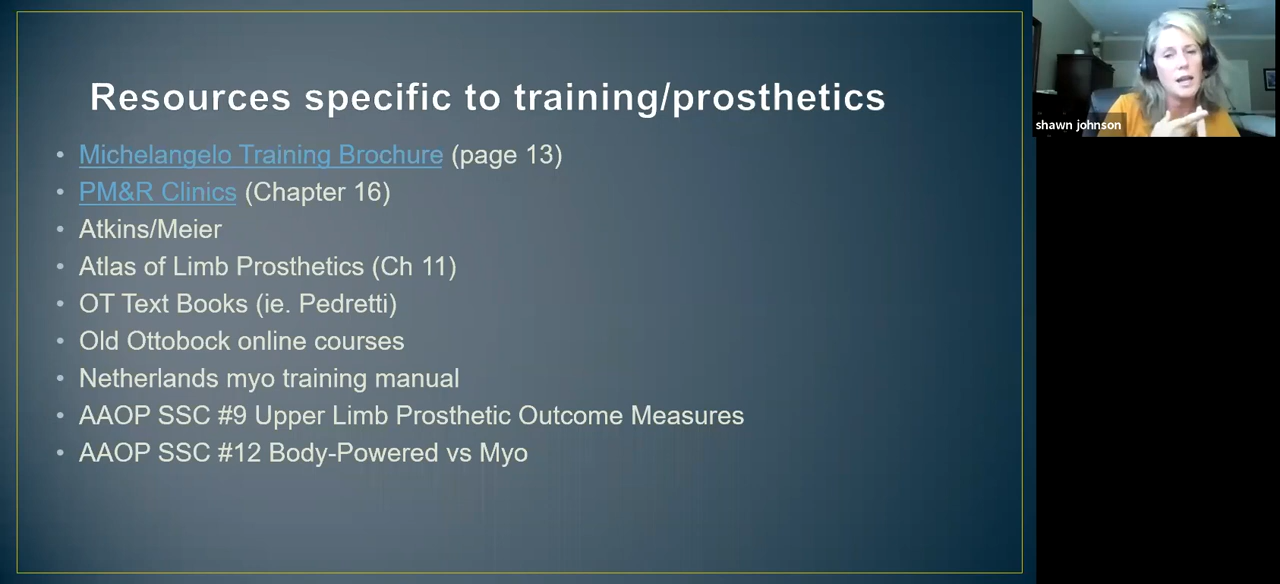 Resources specific to training/prosthetics
• Michelangelo Training Brochure (page 13)
• PM&R Clinics (Chapter 16)
• Atkins/Meier
• Atlas of Limb Prosthetics (Ch 11)
• OT Text Books (ie. Pedretti)
• Old Ottobock online courses
• Netherlands myo training manual
• AAOP SSC #9 Upper Limb Prosthetic Outcome Measures
• AAOP SSC #12 Body-Powered vs Myo
shawn johnson